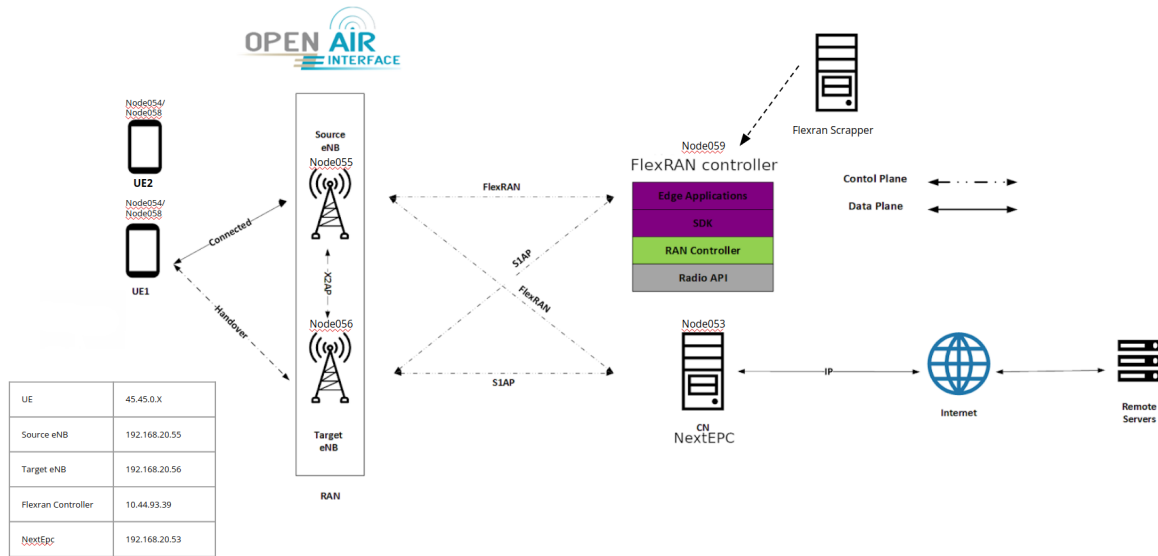 OPEN AIR
INTERFACE
Node054/
Node058
UE2
Node054/
Node058
UE1
Connected
Handover
Source
eNB
Node055
X2AP
Node056
Target
eNB
RAN
FlexRAN
S1AP
FlexRAN
S1AP
Flexran Scrapper
Node059
FlexRAN controller
Edge Applications
SDK
RAN Controller
Radio API
Contol Plane
Data Plane
Node053
CN
NextEPC
IP
Internet
Remote
Servers
UE 45.45.0.X
Source eNB 192.168.20.55
Target eNB 192.168.20.56
Flexran Controller 10.44.93.39
NextEpc 192.168.20.53